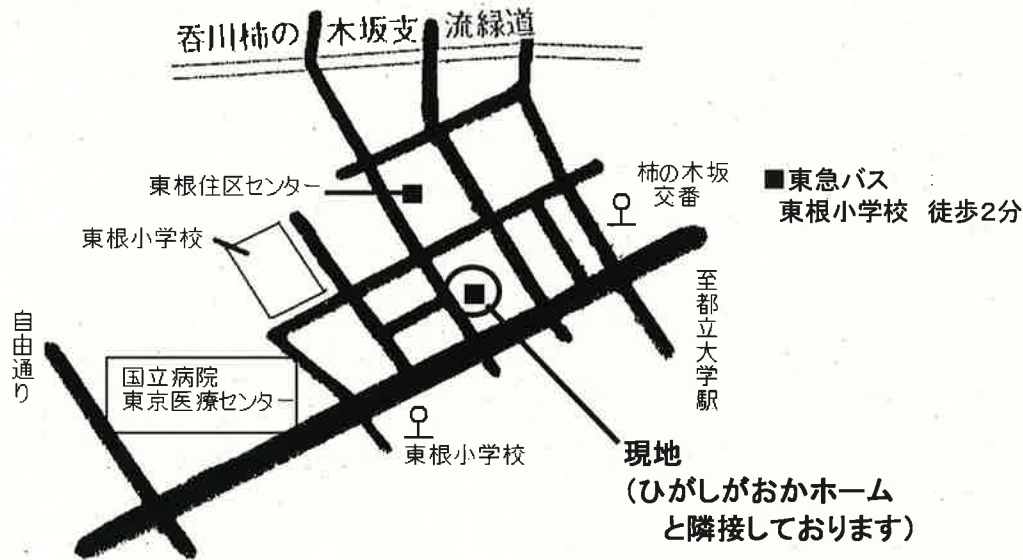 呑川柿の木坂支流緑道
東根住区センター
東根小学校
柿の木坂
交番
■東急バス
東根小学校 徒歩2分
自由通り
国立病院
東京医療センター
至都立大学駅
東根小学校
現地
(ひがしがおかホーム
と隣接しております)